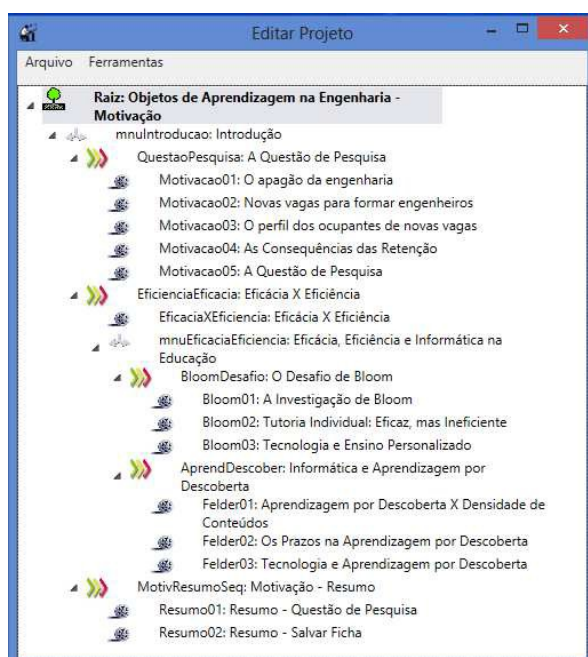 Editar Projeto
Arquivo Ferramentas
Raiz: Objetos de Aprendizagem na Engenharia -
Motivação
mnuIntroducao: Introdução
QuestaoPesquisa: A Questão de Pesquisa
Motivacao01: O apagão da engenharia
Motivacao02: Novas vagas para formar engenheiros
Motivacao03: O perfil dos ocupantes de novas vagas
Motivacao04: As Consequências das Retenção
Motivacao05: A Questão de Pesquisa
EficienciaEficacia: Eficácia X Eficiência
EficaciaXEficiencia: Eficácia X Eficiência
mnuEficaciaEficiencia: Eficácia, Eficiência e Informática na
Educação
BloomDesafio: O Desafio de Bloom
Bloom01: A Investigação de Bloom
Bloom02: Tutoria Individual: Eficaz, mas Ineficiente
Bloom03: Tecnologia e Ensino Personalizado
AprendDescober: Informática e Aprendizagem por
Descoberta
Felder01: Aprendizagem por Descoberta X Densidade de
Conteúdos
Felder02: Os Prazos na Aprendizagem por Descoberta
Felder03: Tecnologia e Aprendizagem por Descoberta
MotivResumoSeq: Motivação - Resumo
Resumo01: Resumo - Questão de Pesquisa
Resumo02: Resumo - Salvar Ficha